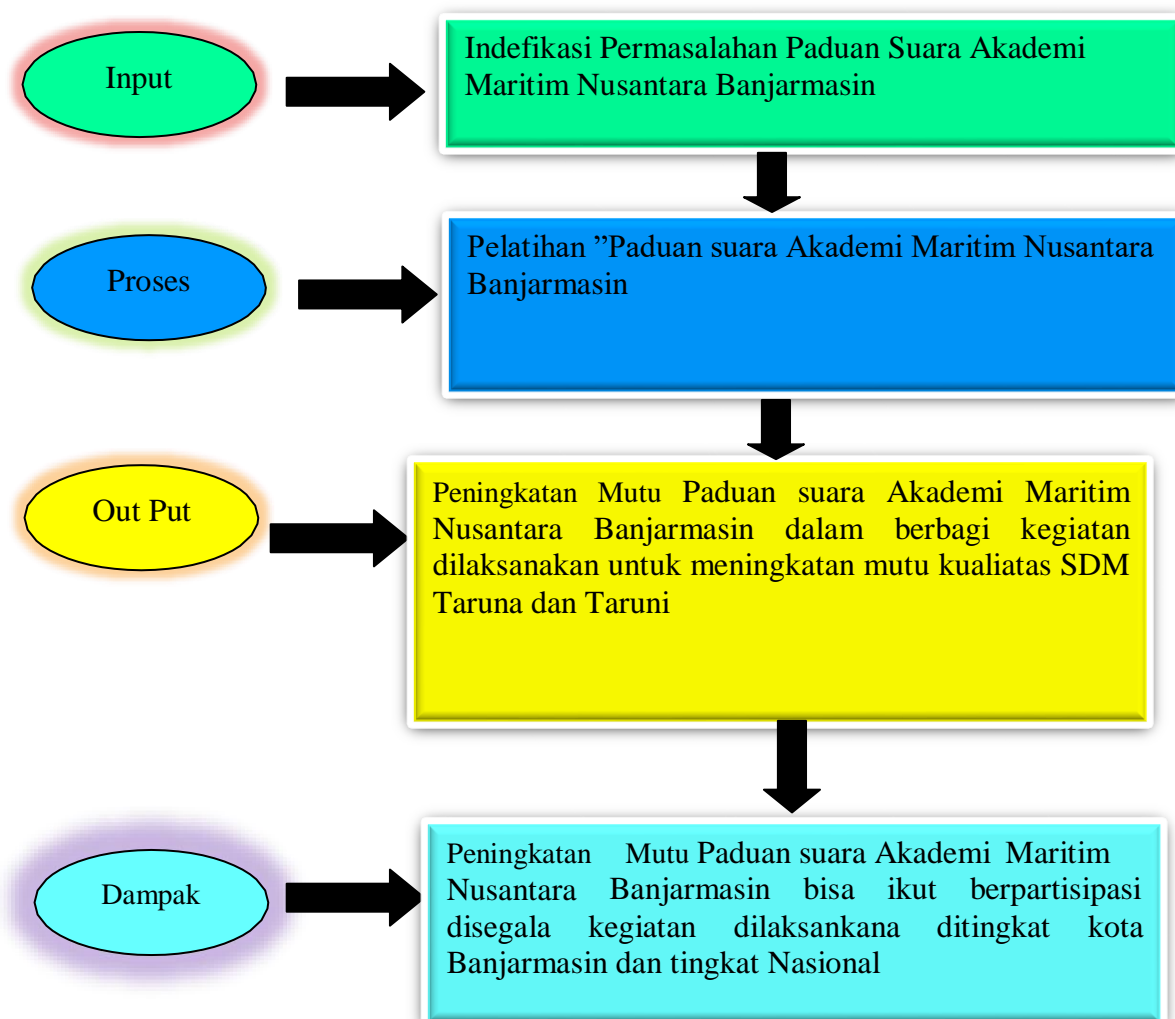 Input
Indefikasi Permasalahan Paduan Suara Akademi
Maritim Nusantara Banjarmasin
Proses
Pelatihan ”Paduan suara Akademi Maritim Nusantara
Banjarmasin
Out Put
Peningkatan Mutu Paduan suara Akademi Maritim
Nusantara Banjarmasin dalam berbagi kegiatan
dilaksanakan untuk meningkatan mutu kualiatas SDM
Taruna dan Taruni
Dampak
Peningkatan Mutu Paduan suara Akademi Maritim
Nusantara Banjarmasin bisa ikut berpartisipasi
disegala kegiatan dilaksankana ditingkat kota
Banjarmasin dan tingkat Nasional